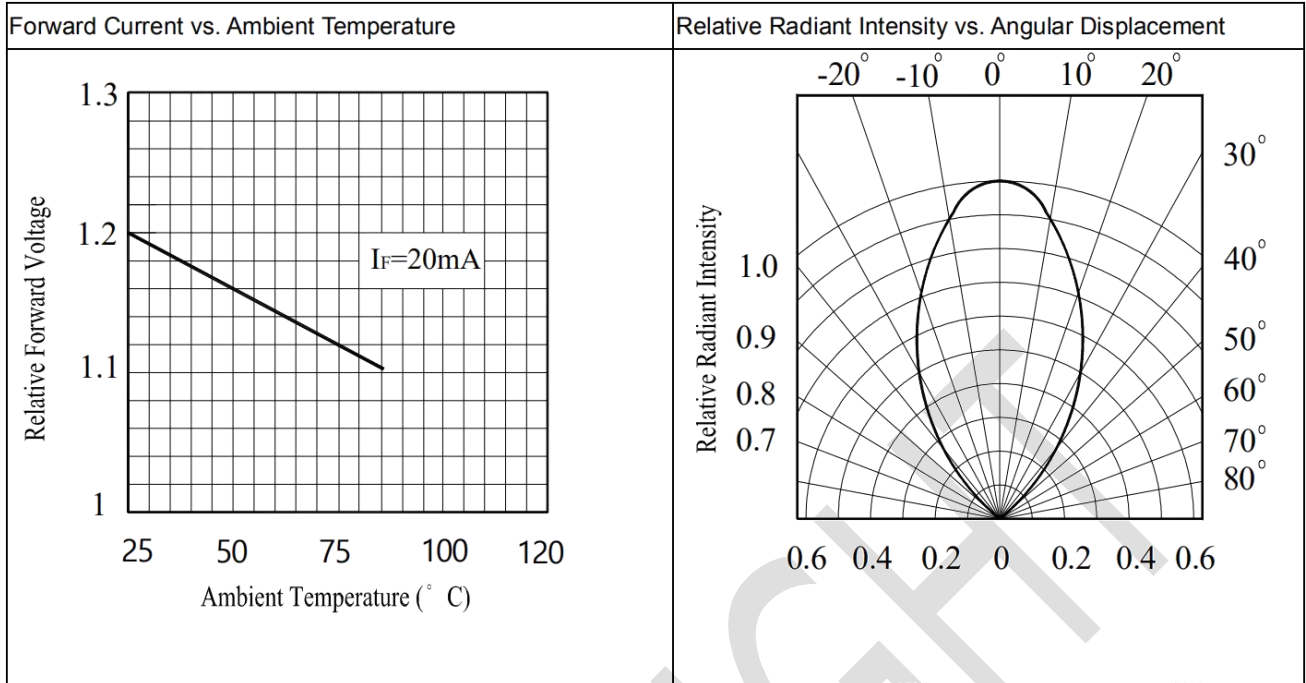 Forward Current vs. Ambient Temperature
Relative Radiant Intensity vs. Angular Displacement
1.3
1.2
1.1
1
Relative Forward Voltage
IF=20mA
25 50 75 100 120
Ambient Temperature (° C)
-20° -10° 0° 10° 20°
30°
40°
50°
60°
70°
80°
Relative Radiant Intensity
1.0
0.9
0.8
0.7
0.6 0.4 0.2 0 0.2 0.4 0.6